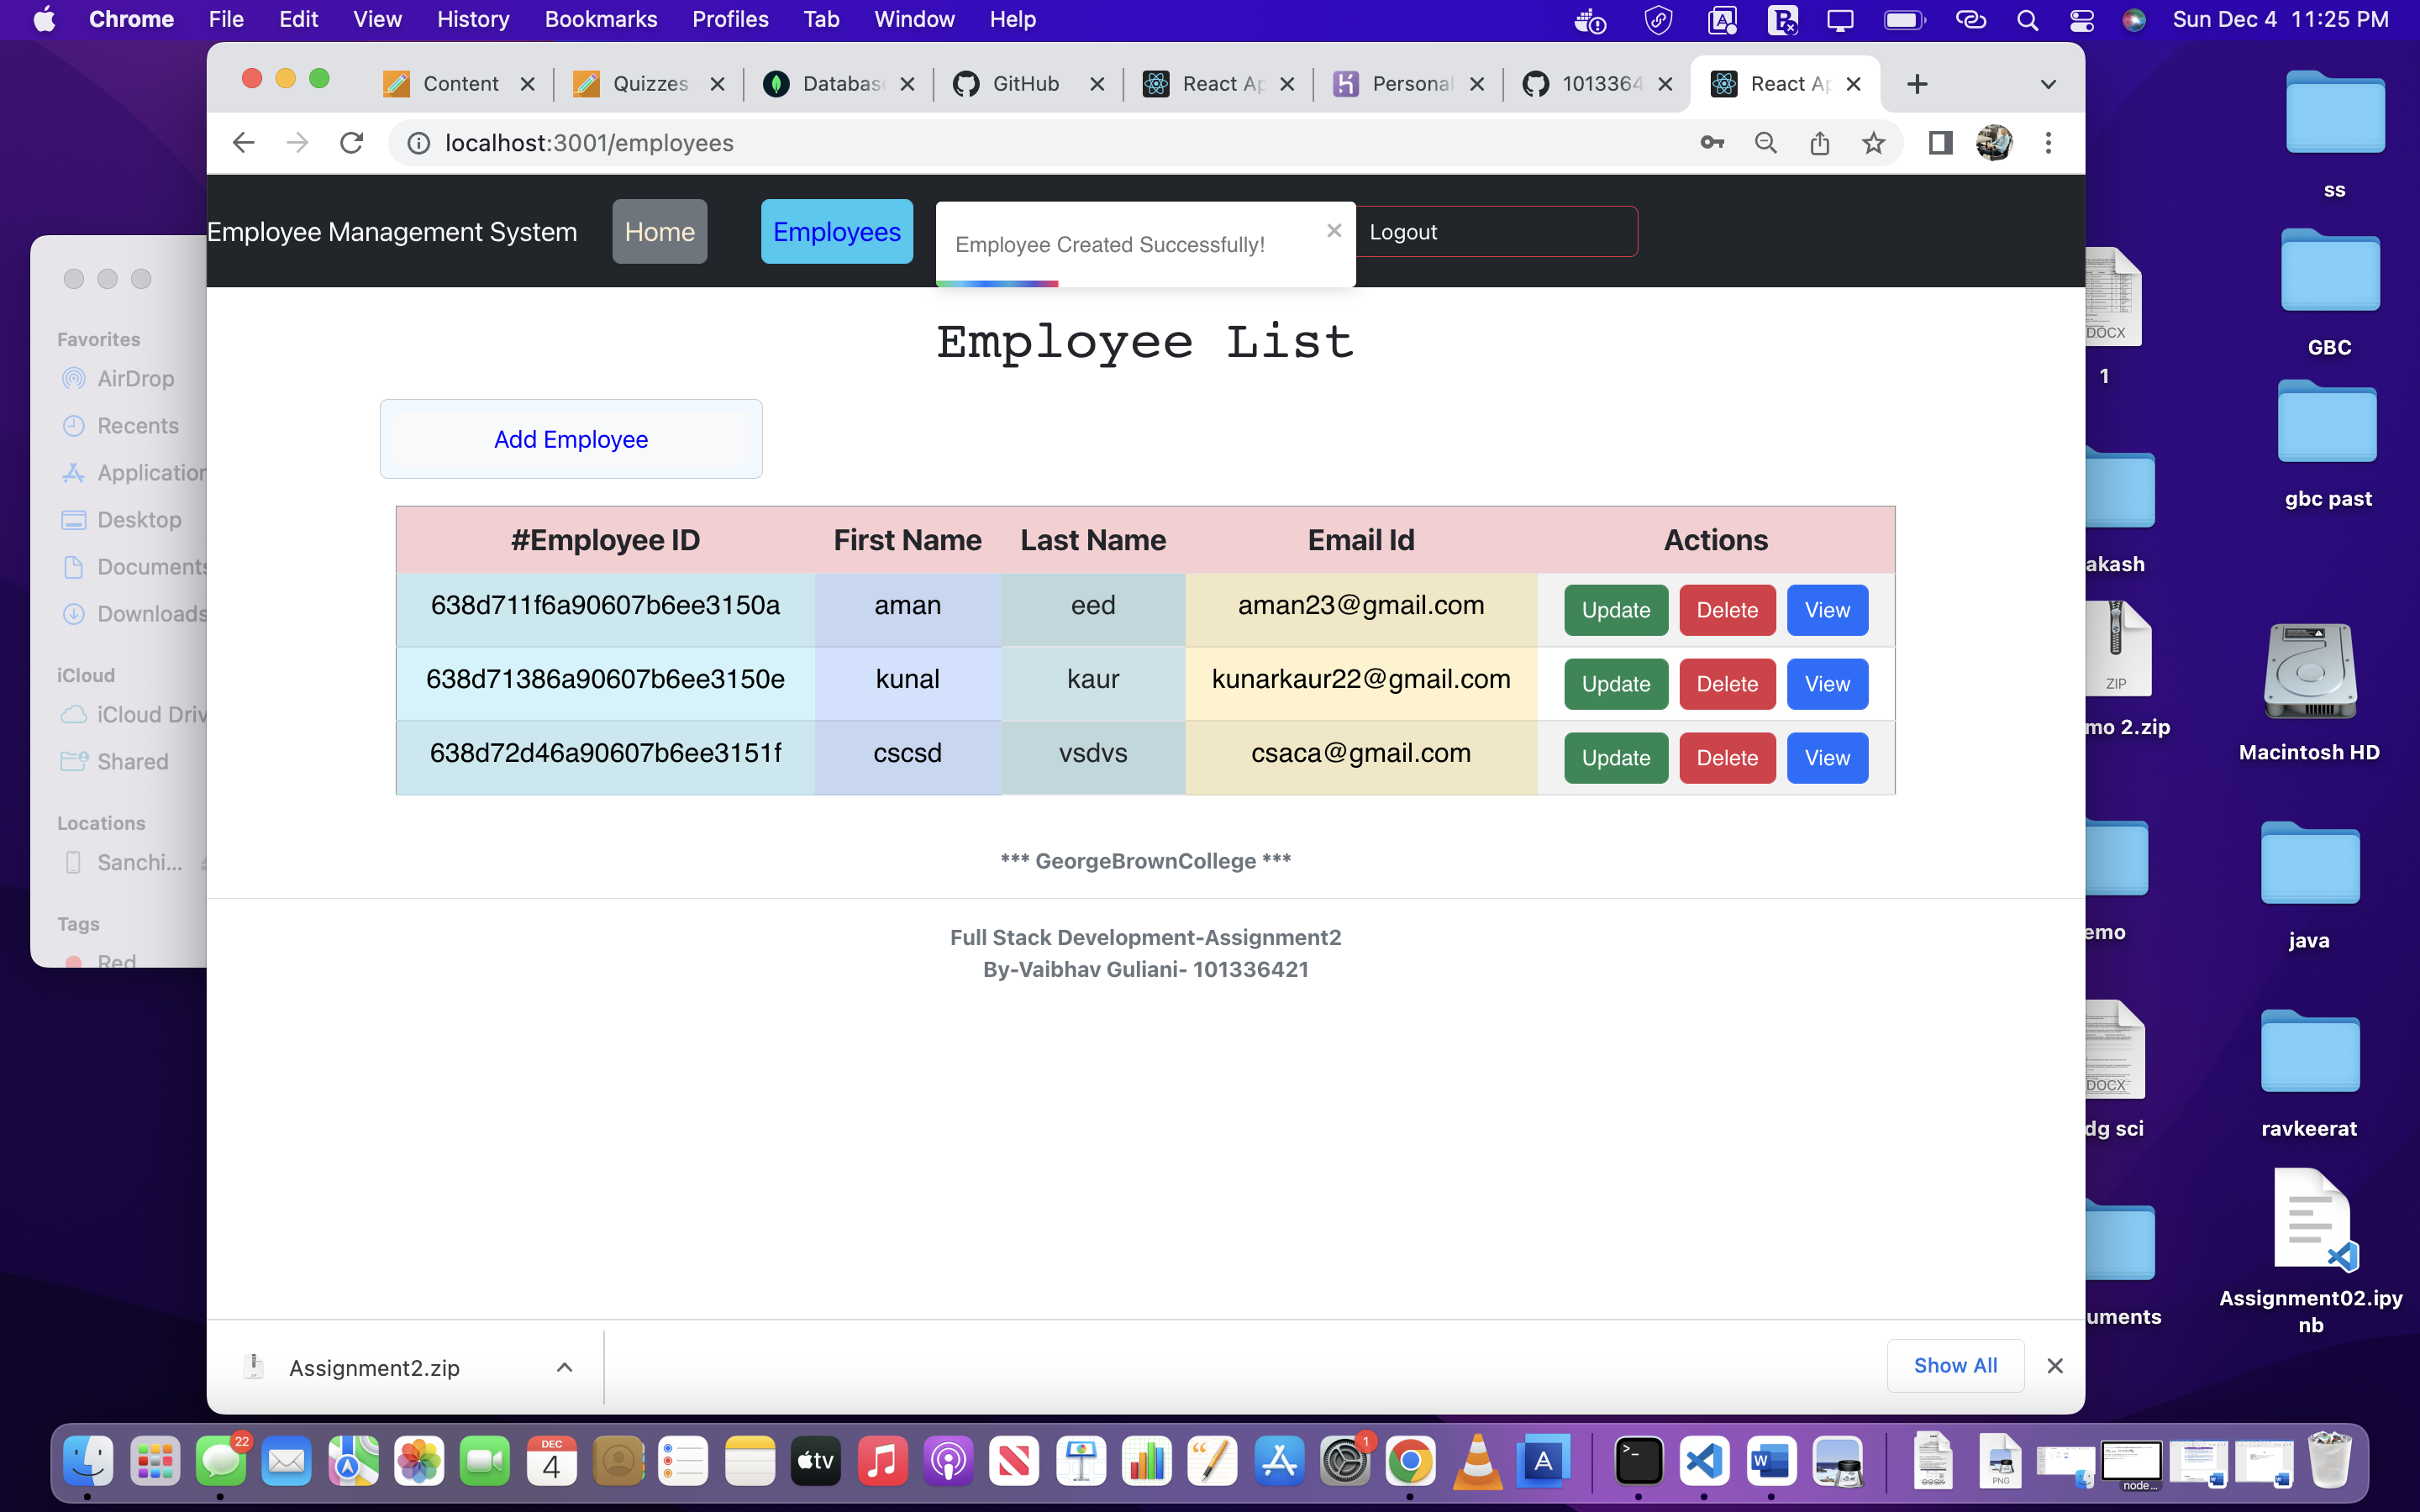 Chrome File Edit View History Bookmarks Profiles Tab Window Help Sun Dec 4 11:25 PM
Content Quizzes Databas GitHub React Ap Personal 1013364 React Ap
localhost:3001/employees
Employee Management System Home Employees Logout
Employee Created Successfully!
Employee List
Add Employee
#Employee ID First Name Last Name Email Id Actions
638d711f6a90607b6ee3150a aman eed aman23@gmail.com Update Delete View
638d71386a90607b6ee3150e kunal kaur kunarkaur22@gmail.com Update Delete View
638d72d46a90607b6ee3151f cscsd vsdvs csaca@gmail.com Update Delete View
*** GeorgeBrownCollege ***
Full Stack Development-Assignment2
By-Vaibhav Guliani- 101336421
Assignment2.zip
Show All
Favorites
AirDrop
Recents
Application
Desktop
Documents
Downloads
iCloud
iCloud Driv
Shared
Locations
Sanchi...
Tags
Red
DOCX
1
akash
ZIP
mo 2.zip
emo
DOCX
dg sci
uments
ss
GBC
gbc past
Macintosh HD
java
ravkeerat
Assignment02.ipy
nb
22
DEC
4
tv
1
A
W
PNG
node...